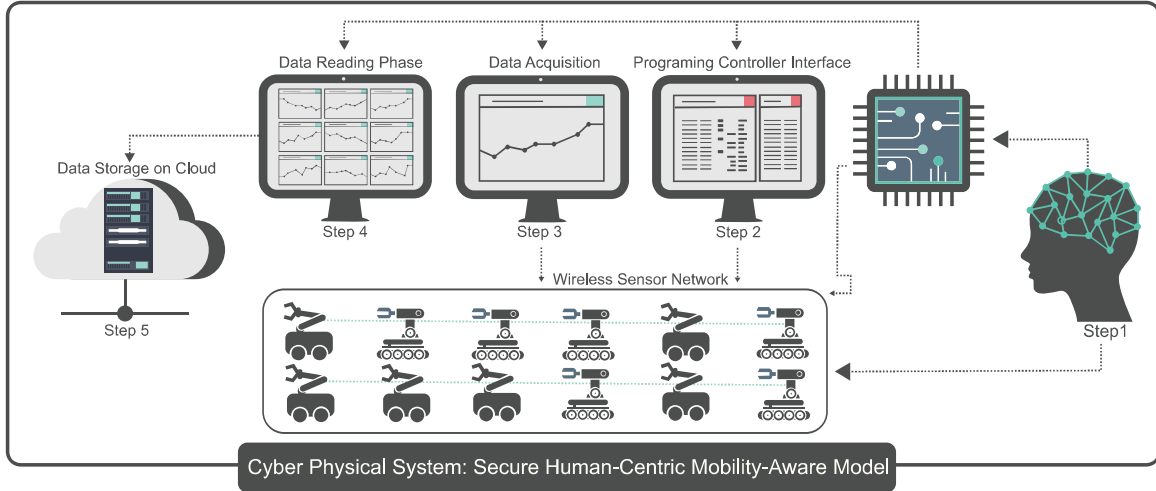 Data Reading Phase
Data Acquisition
Programing Controller Interface
Data Storage on Cloud
Step 4
Step 3
Step 2
Wireless Sensor Network
Step 5
Step1
Cyber Physical System: Secure Human-Centric Mobility-Aware Model